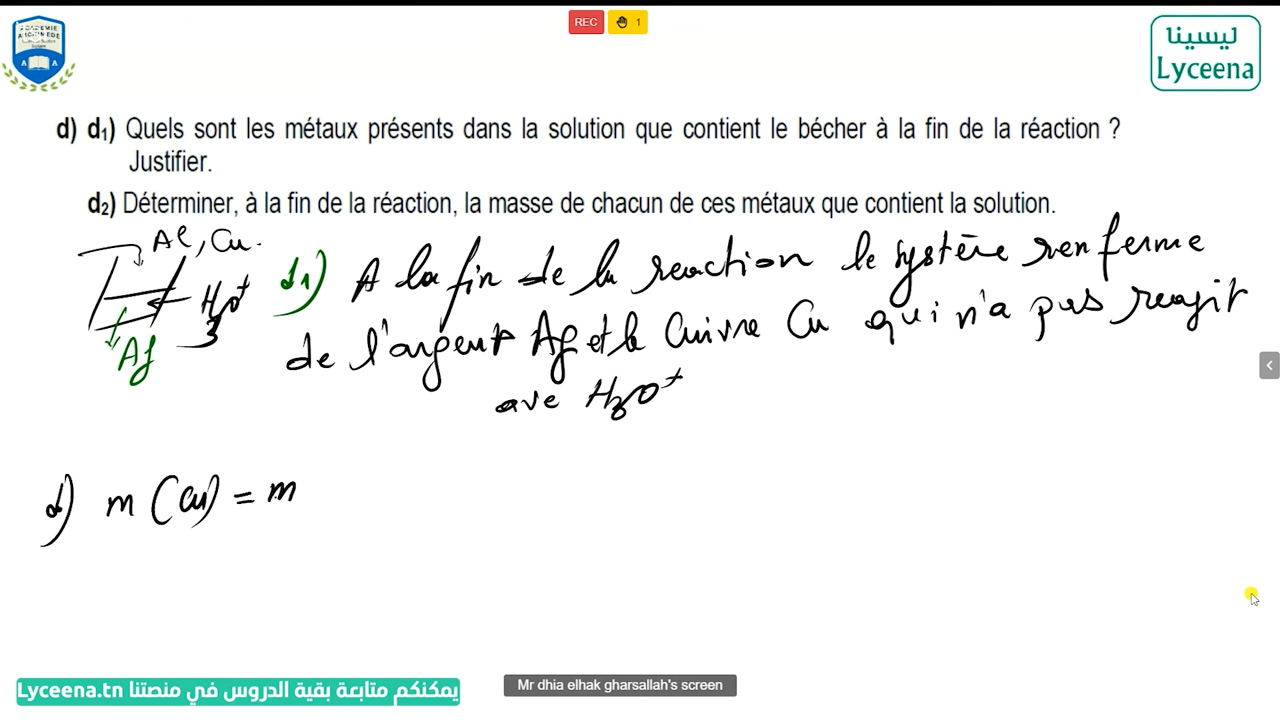 REC
1
ليسينا
Lyceena
d) d₁) Quels sont les métaux présents dans la solution que contient le bécher à la fin de la réaction ?
Justifier.
d₂) Déterminer, à la fin de la réaction, la masse de chacun de ces métaux que contient la solution.
Al, Cu.
H₃O⁺
Ag
d1) A la fin de la reaction le système renferme
de l'argent Ag et le Cuivre Cu qui n'a pas reagit
ave H₃O⁺
d) m (Cu) = m
Mr dhia elhak gharsallah's screen
يمكنكم متابعة بقية الدروس في منصتنا Lyceena.tn